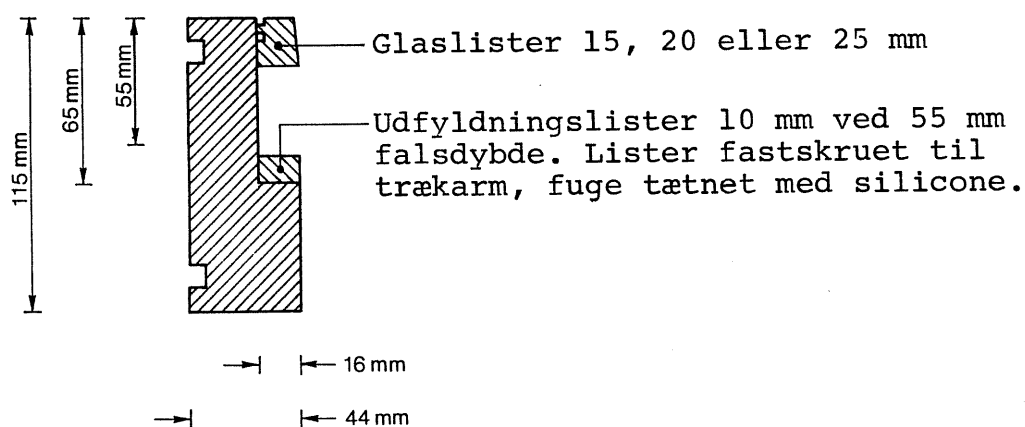 Glaslister 15, 20 eller 25 mm
Udfyldningslister 10 mm ved 55 mm
falsdybde. Lister fastskruet til
trækarm, fuge tætnet med silicone.
115 mm
65 mm
55 mm
16 mm
44 mm